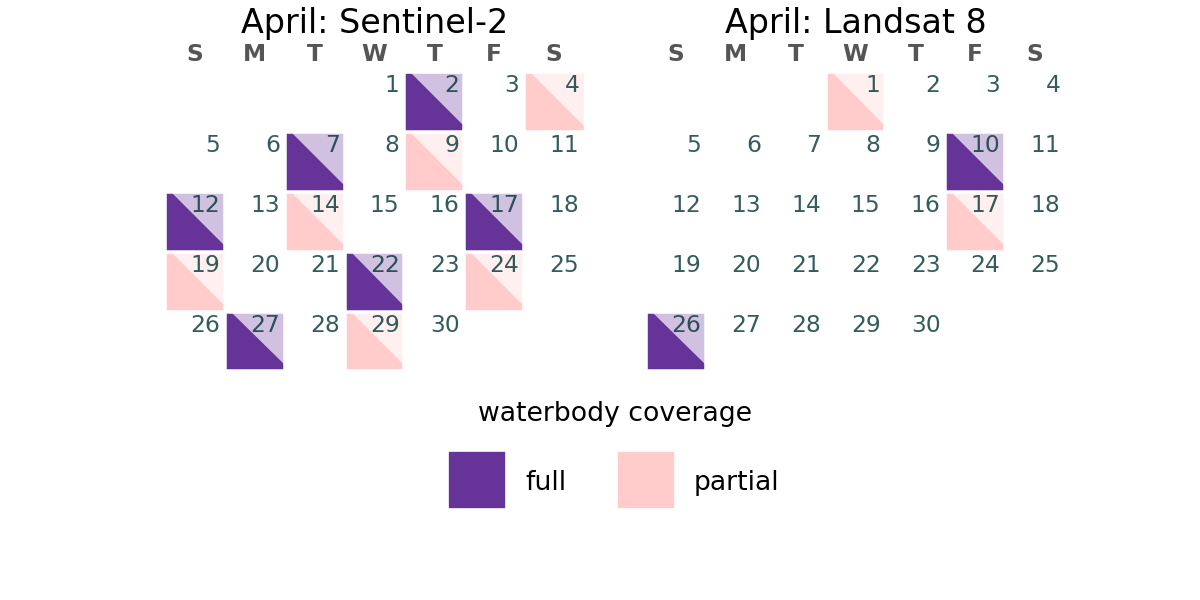 April: Sentinel-2
S M T W T F S
1 2 3 4
5 6 7 8 9 10 11
12 13 14 15 16 17 18
19 20 21 22 23 24 25
26 27 28 29 30
April: Landsat 8
S M T W T F S
1 2 3 4
5 6 7 8 9 10 11
12 13 14 15 16 17 18
19 20 21 22 23 24 25
26 27 28 29 30
waterbody coverage
full partial